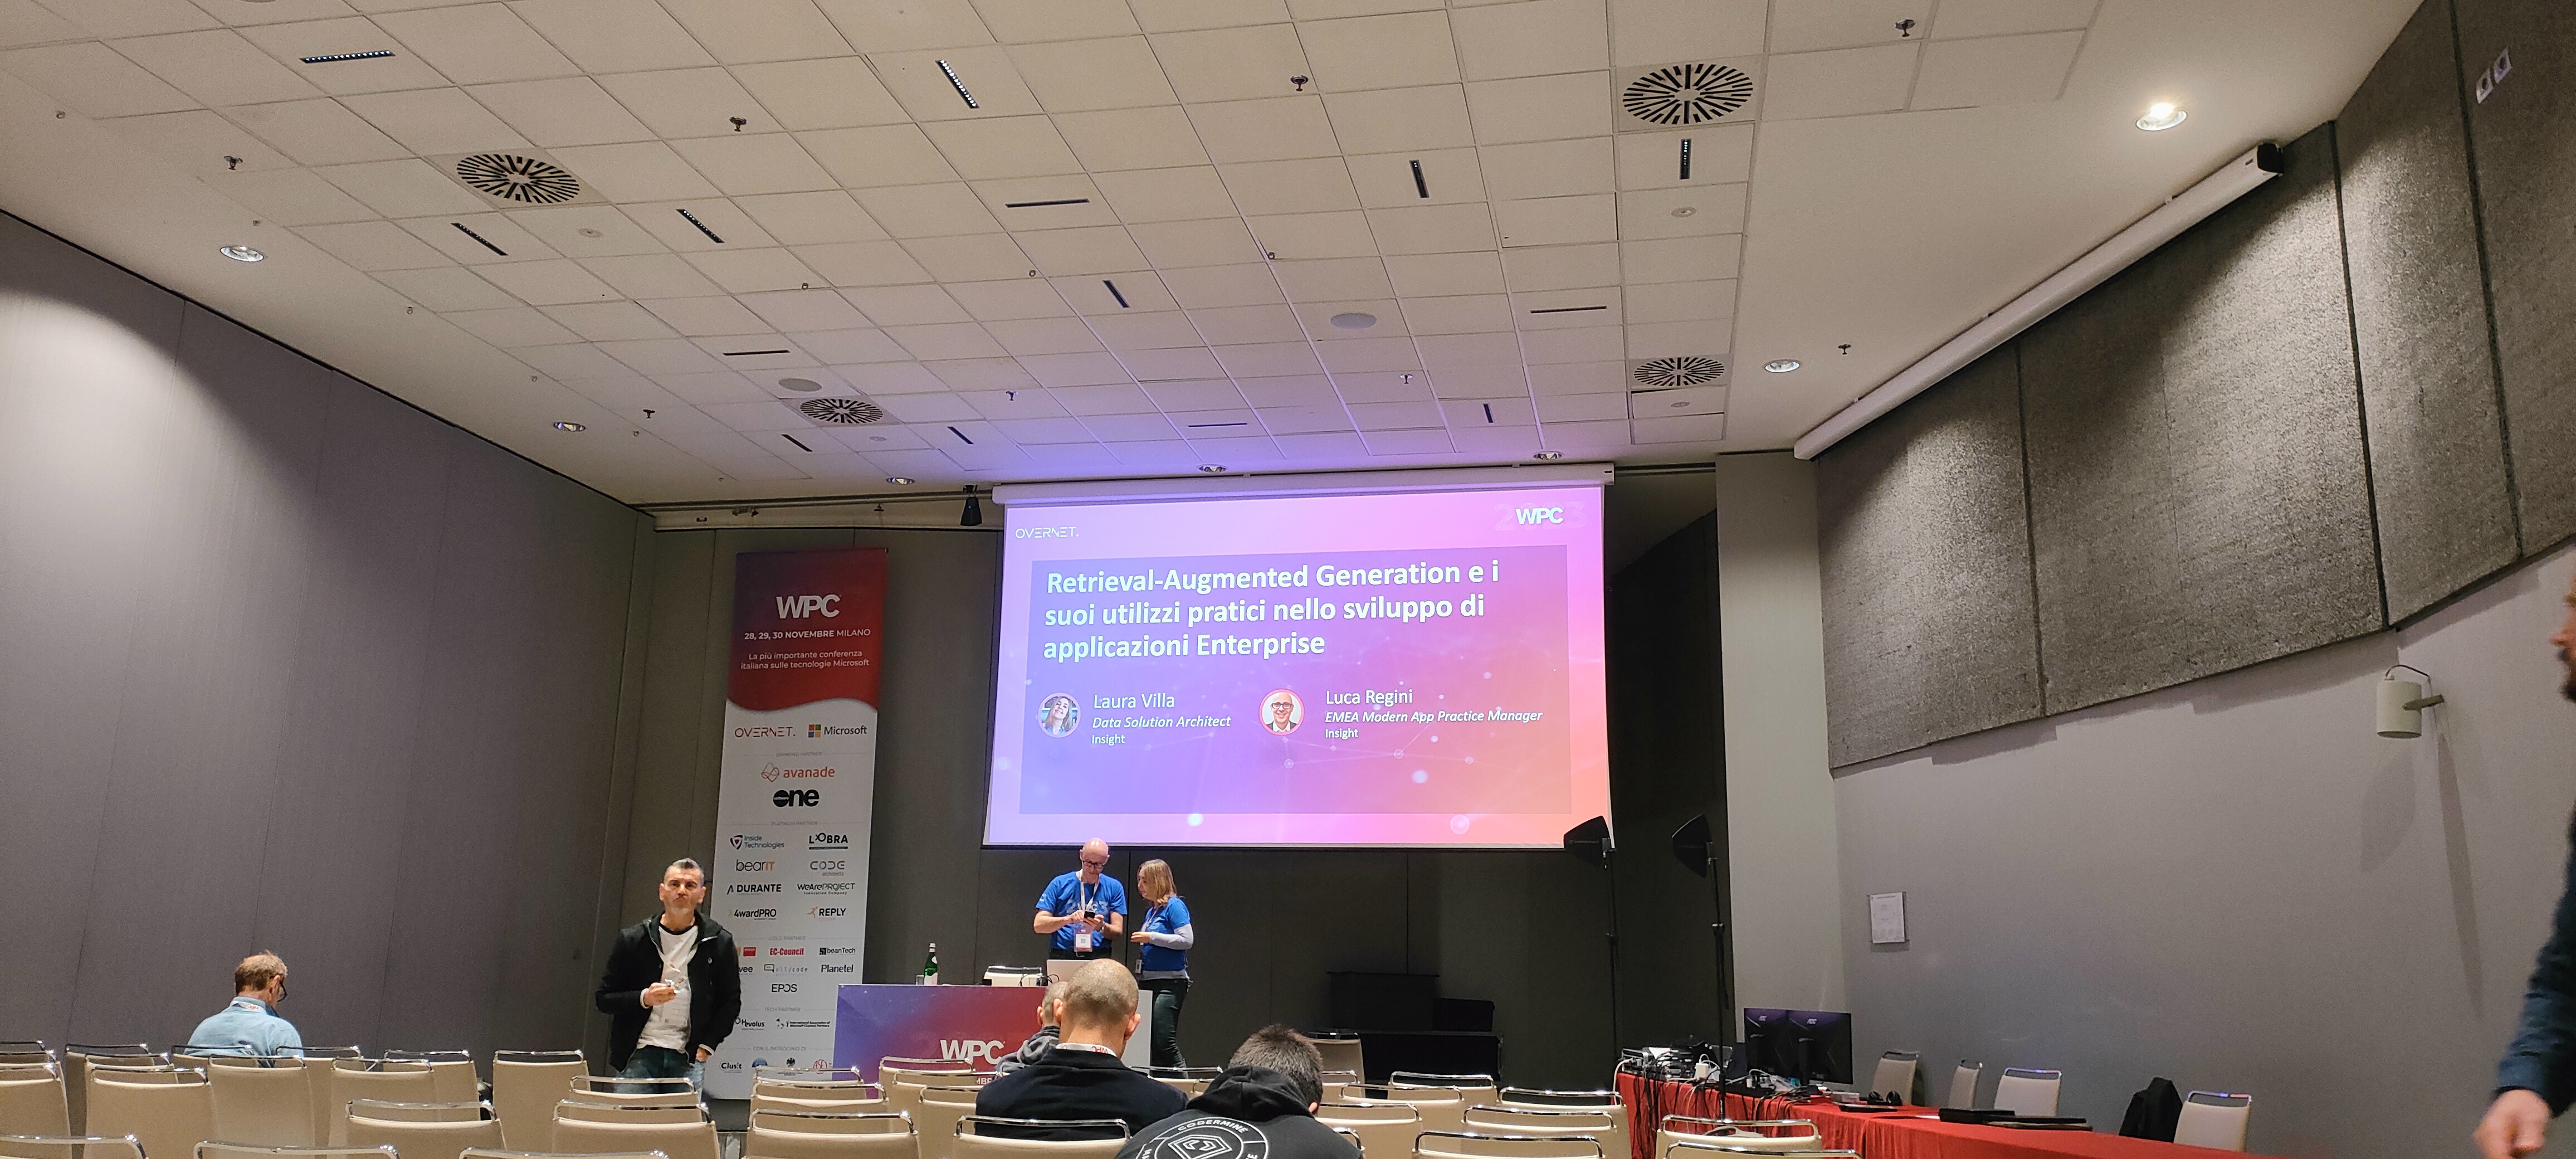 OVERNET.
WPC
Retrieval-Augmented Generation e i
suoi utilizzi pratici nello sviluppo di
applicazioni Enterprise
Laura Villa
Data Solution Architect
Insight
Luca Regini
EMEA Modern App Practice Manager
Insight
WPC
28, 29, 30 NOVEMBRE MILANO
La più importante conferenza
italiana sulle tecnologie Microsoft
OVERNET. Microsoft
avanade
one
inside Technologies
LOBRA
bearIT
CODE
DURANTE
WeArePROJECT
4wardPRO
REPLY
EC-Council
beanTech
vee
Planetel
EPOS
Clusit
WPC
CODERMINE